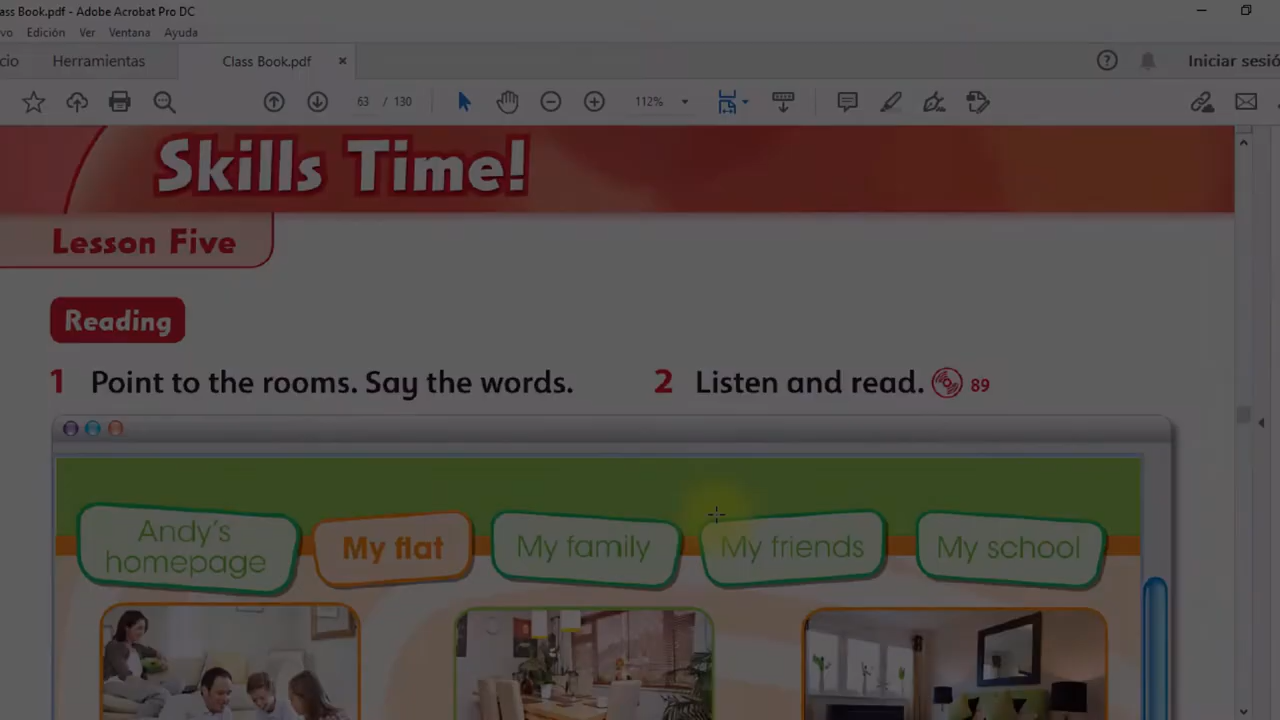 ass Book.pdf - Adobe Acrobat Pro DC
vo Edición Ver Ventana Ayuda
cio Herramientas Class Book.pdf × Iniciar sesió
63 / 130 112%
Skills Time!
Lesson Five
Reading
1 Point to the rooms. Say the words. 2 Listen and read. 89
Andy's
homepage
My flat
My family
My friends
My school